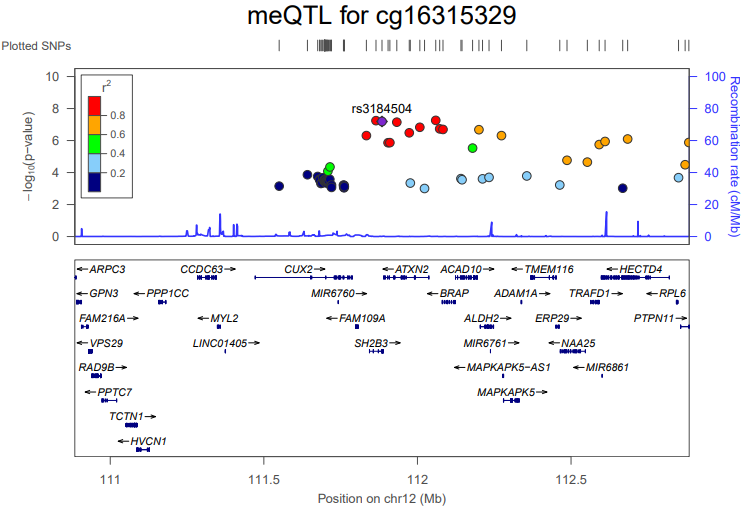 meQTL for cg16315329
Plotted SNPs
10
8
6
4
2
0
−log10(p−value)
r2
0.8
0.6
0.4
0.2
rs3184504
100
80
60
40
20
0
Recombination rate (cM/Mb)
←ARPC3 CCDC63→ CUX2→ ←ATXN2 ACAD10→ ←TMEM116 ←HECTD4
←GPN3 ←PPP1CC MIR6760→ ←BRAP ADAM1A→ TRAFD1→ ←RPL6
FAM216A→ ←MYL2 ←FAM109A ALDH2→ ERP29→ PTPN11→
←VPS29 LINC01405→ SH2B3→ MIR6761→ ←NAA25
RAD9B→ ←MAPKAPK5−AS1 ←MIR6861
←PPTC7 MAPKAPK5→
TCTN1→
←HVCN1
111 111.5 112 112.5
Position on chr12 (Mb)